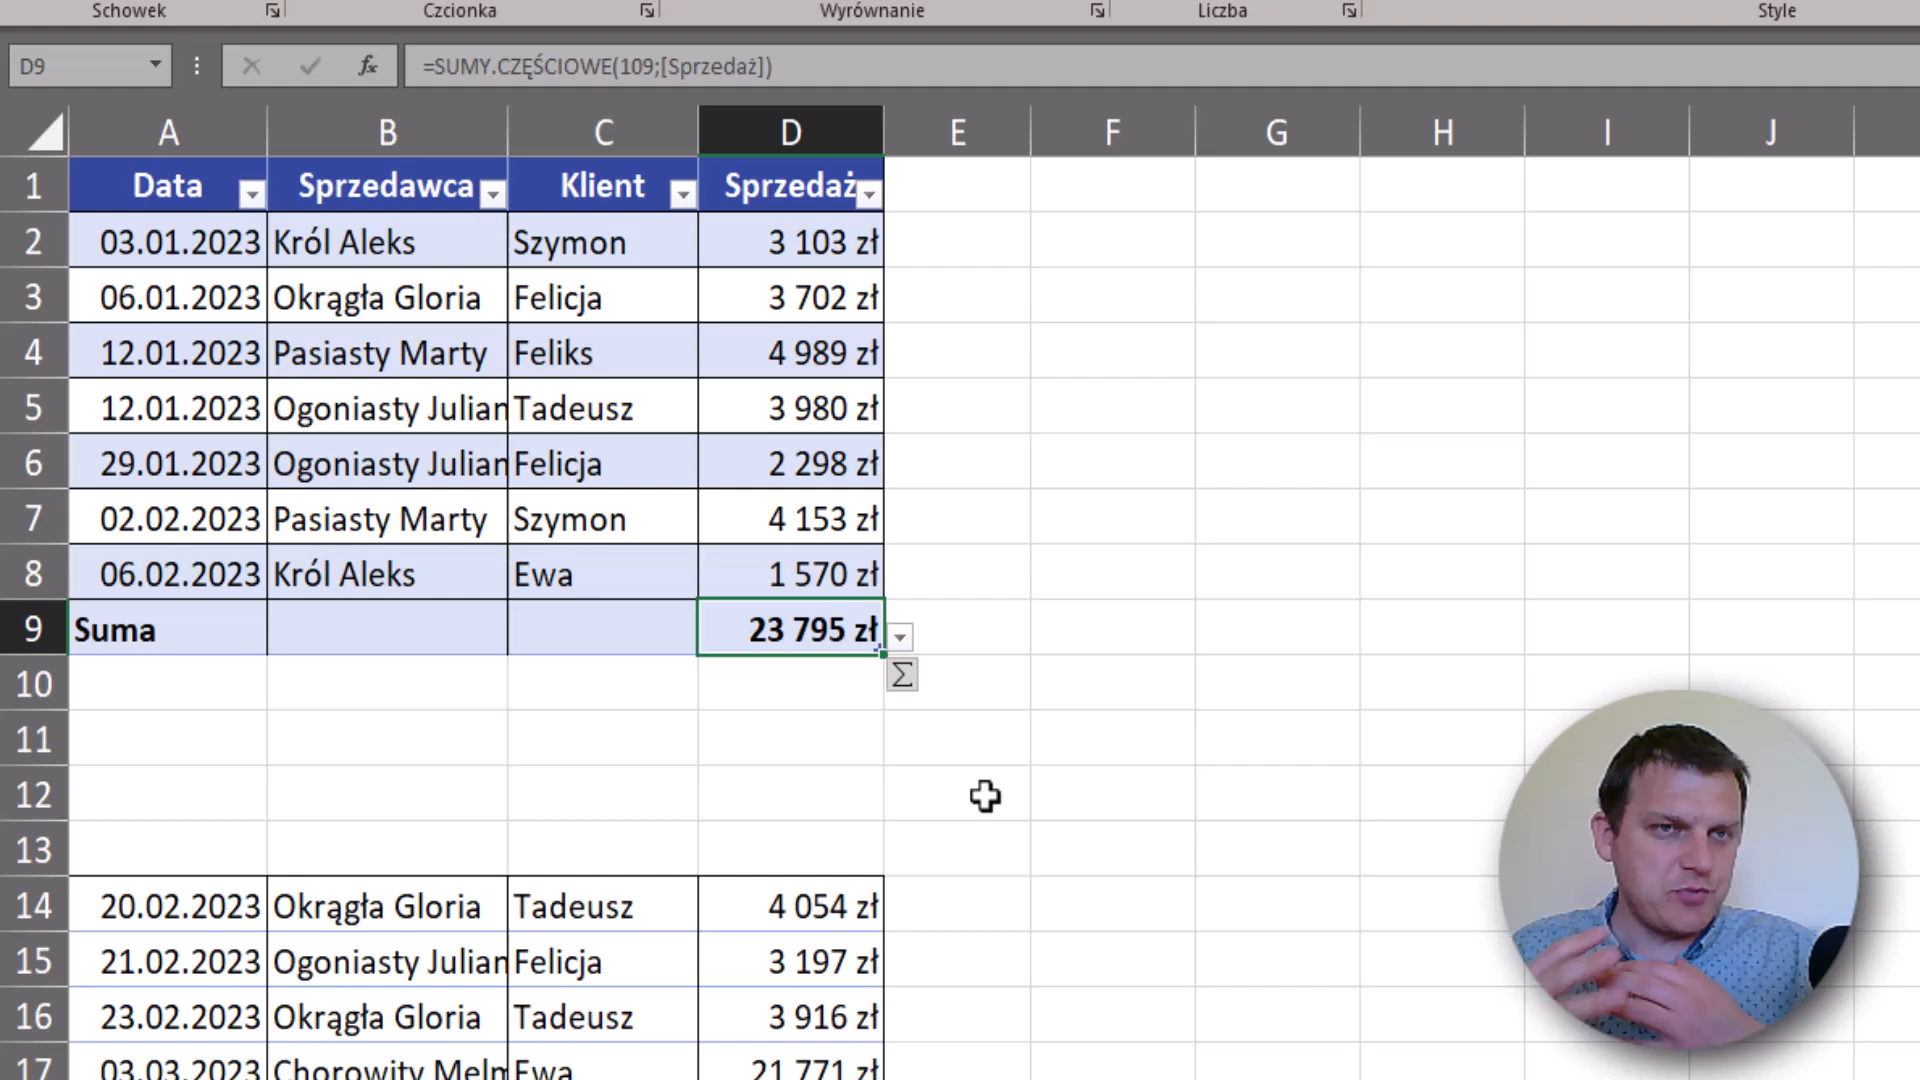 Schowek Czcionka Wyrównanie Liczba Style
D9 fx =SUMY.CZĘŚCIOWE(109;[Sprzedaż])
A B C D E F G H I J
1 Data Sprzedawca Klient Sprzedaż
2 03.01.2023 Król Aleks Szymon 3 103 zł
3 06.01.2023 Okrągła Gloria Felicja 3 702 zł
4 12.01.2023 Pasiasty Marty Feliks 4 989 zł
5 12.01.2023 Ogoniasty Julian Tadeusz 3 980 zł
6 29.01.2023 Ogoniasty Julian Felicja 2 298 zł
7 02.02.2023 Pasiasty Marty Szymon 4 153 zł
8 06.02.2023 Król Aleks Ewa 1 570 zł
9 Suma 23 795 zł
Σ
10
11
12
13
14 20.02.2023 Okrągła Gloria Tadeusz 4 054 zł
15 21.02.2023 Ogoniasty Julian Felicja 3 197 zł
16 23.02.2023 Okrągła Gloria Tadeusz 3 916 zł
17 03.03.2023 Chorowity Melm Ewa 21 771 zł